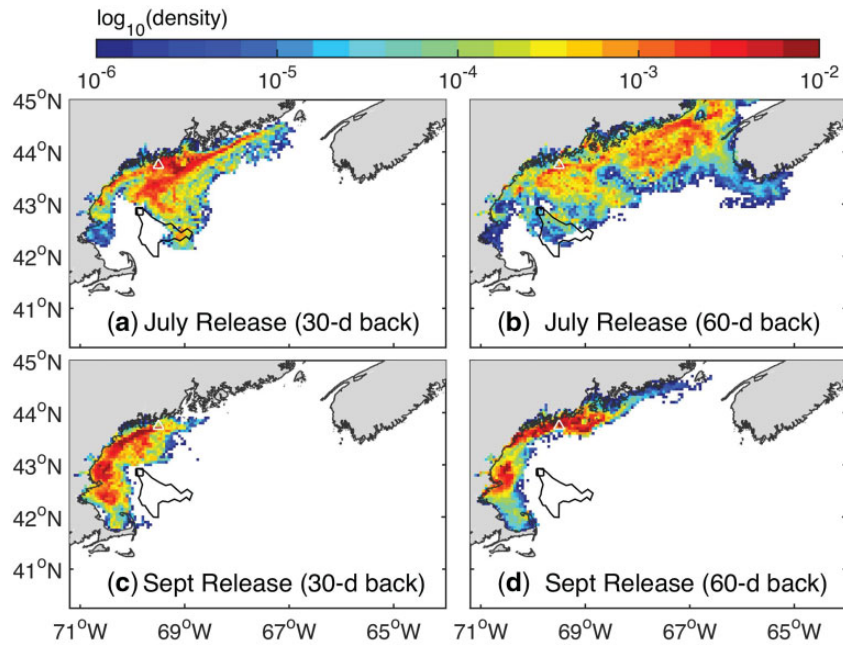 log₁₀(density)
10⁻⁶ 10⁻⁵ 10⁻⁴ 10⁻³ 10⁻²
45°N
44°N
43°N
42°N
41°N
(a) July Release (30-d back)
(b) July Release (60-d back)
45°N
44°N
43°N
42°N
41°N
(c) Sept Release (30-d back)
(d) Sept Release (60-d back)
71°W 69°W 67°W 65°W
71°W 69°W 67°W 65°W